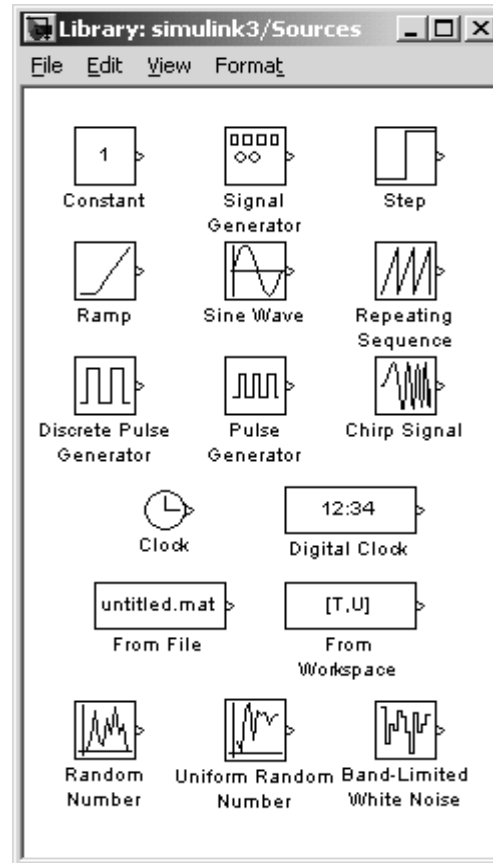 Library: simulink3/Sources
File Edit View Format
1
Constant
Signal
Generator
Step
Ramp
Sine Wave
Repeating
Sequence
Discrete Pulse
Generator
Pulse
Generator
Chirp Signal
Clock
12:34
Digital Clock
untitled.mat
From File
[T,U]
From
Workspace
Random
Number
Uniform Random
Number
Band-Limited
White Noise